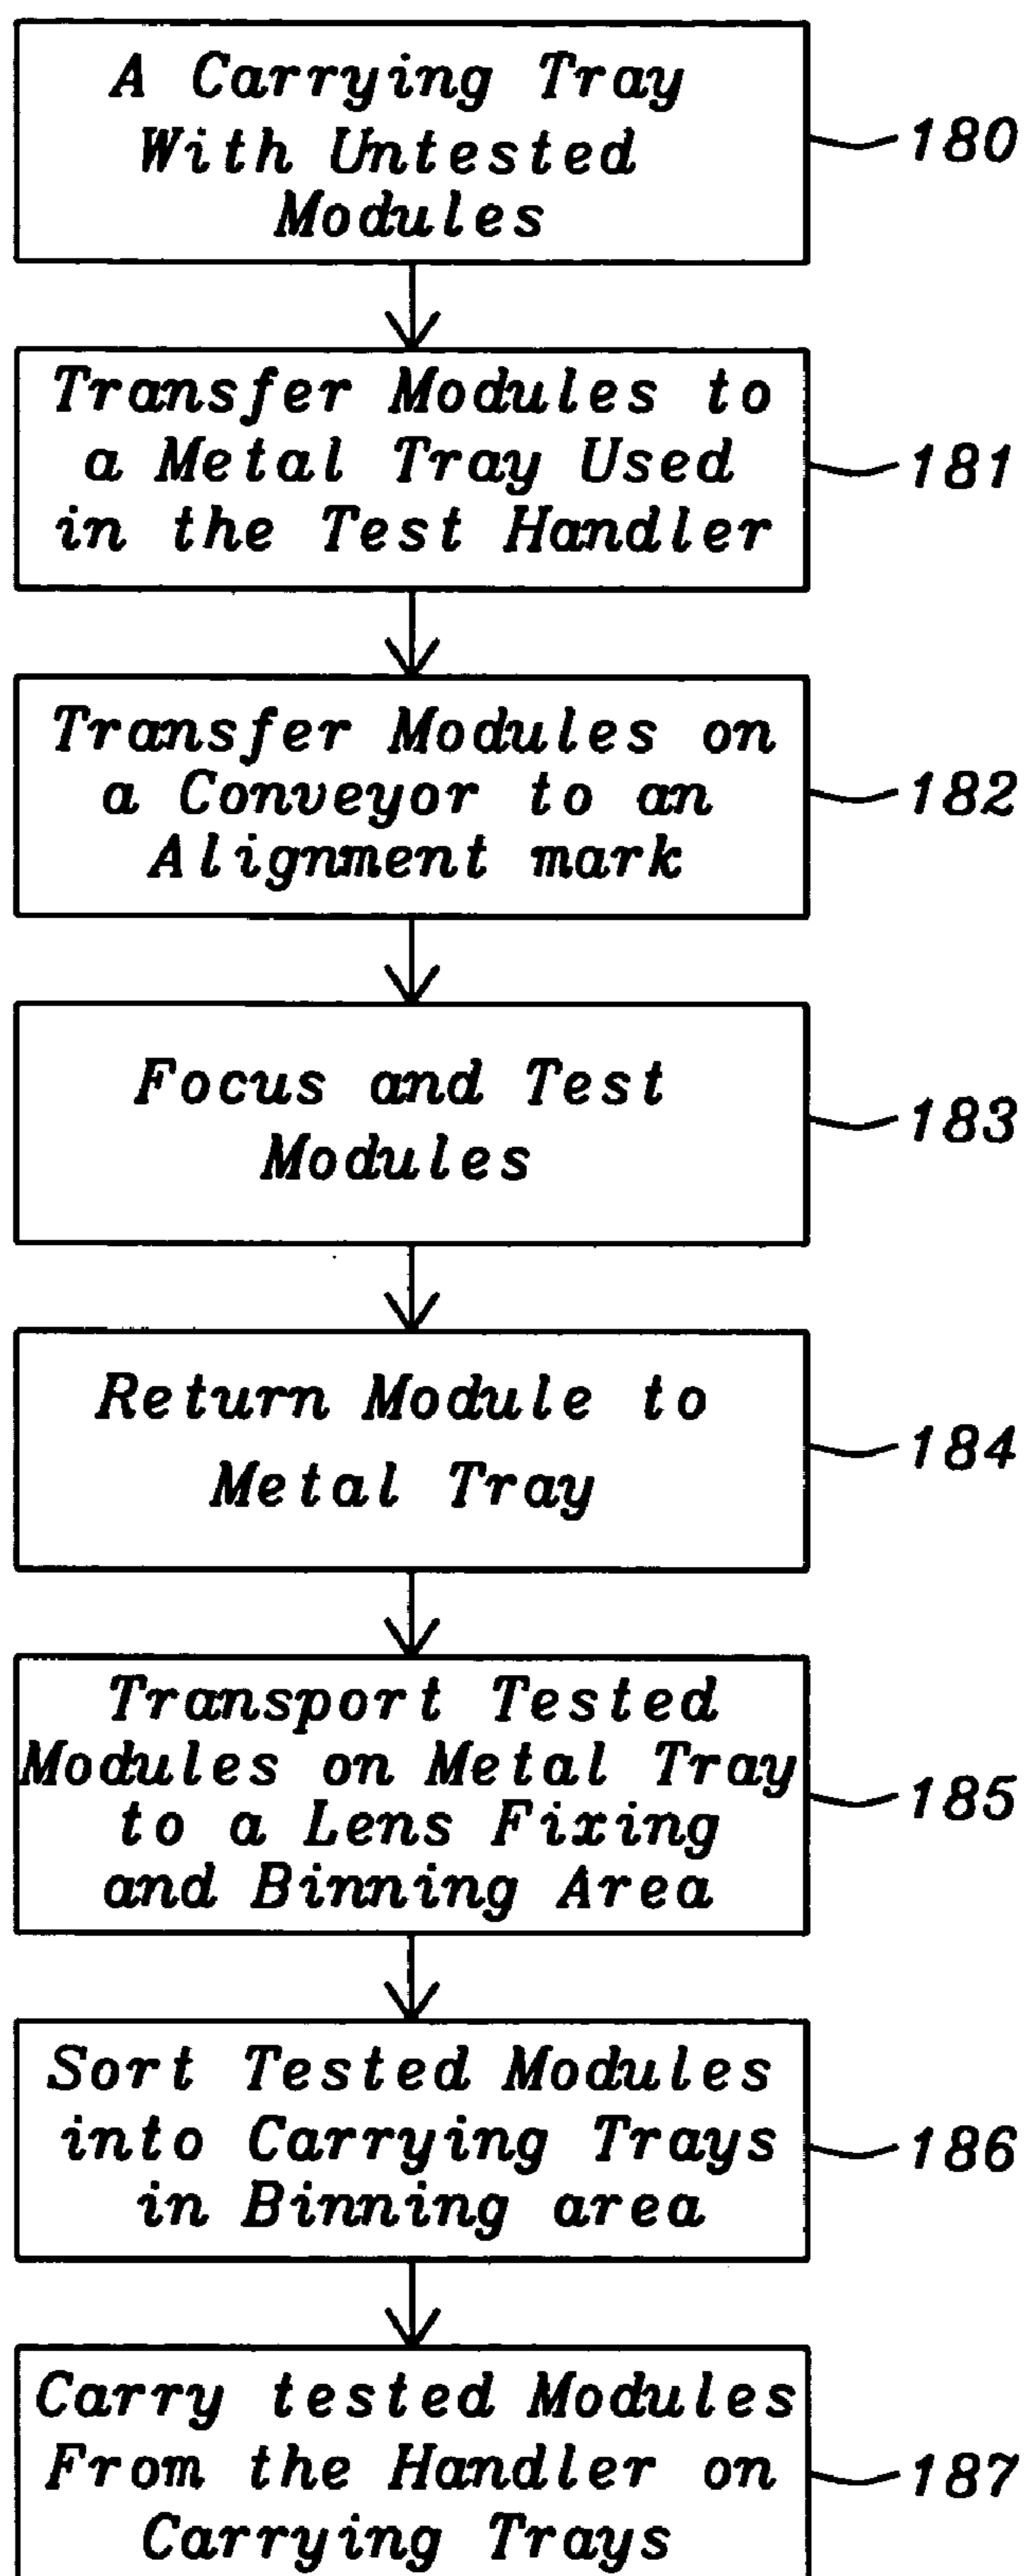 A Carrying Tray
With Untested
Modules
180
Transfer Modules to
a Metal Tray Used
in the Test Handler
181
Transfer Modules on
a Conveyor to an
Alignment mark
182
Focus and Test
Modules
183
Return Module to
Metal Tray
184
Transport Tested
Modules on Metal Tray
to a Lens Fixing
and Binning Area
185
Sort Tested Modules
into Carrying Trays
in Binning area
186
Carry tested Modules
From the Handler on
Carrying Trays
187